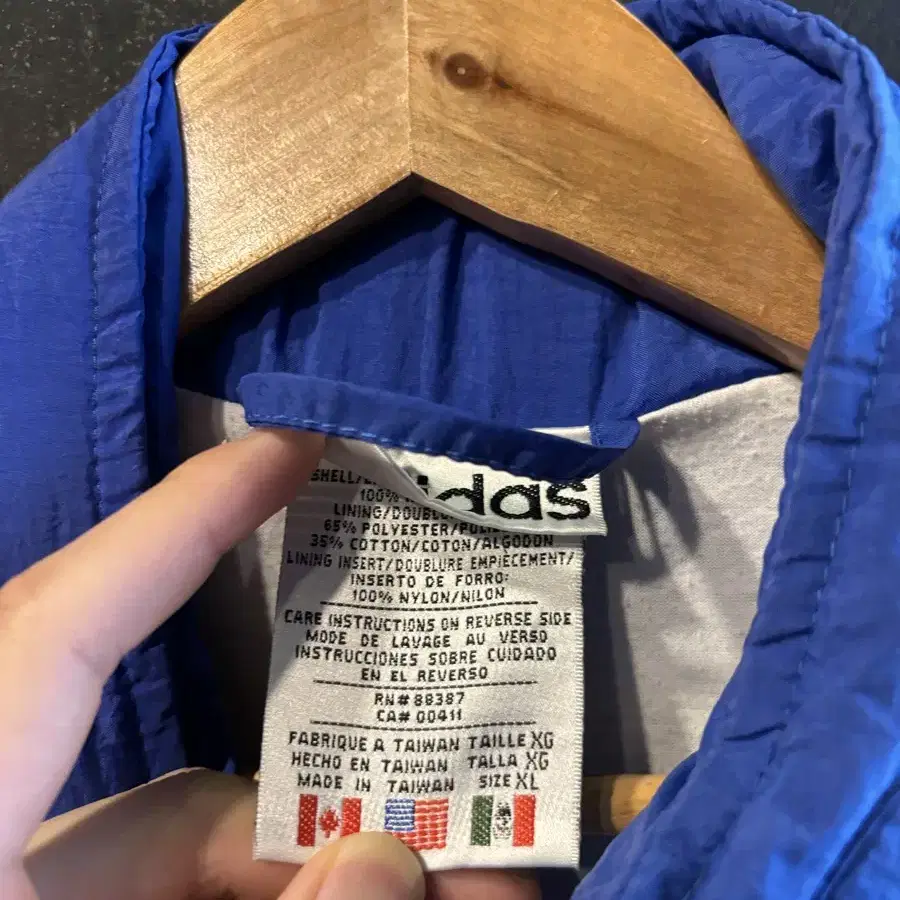 idas
SHELL/
100%
LINING/DOUBL
65% POLYESTER/
35% COTTON/COTON/ALGODON
LINING INSERT/DOUBLURE EMPIÈCEMENT/
INSERTO DE FORRO:
100% NYLON/NILON
CARE INSTRUCTIONS ON REVERSE SIDE
MODE DE LAVAGE AU VERSO
INSTRUCCIONES SOBRE CUIDADO
EN EL REVERSO
RN# 88387
CA# 00411
FABRIQUE A TAIWAN TAILLE XG
HECHO EN TAIWAN TALLA XG
MADE IN TAIWAN SIZE XL